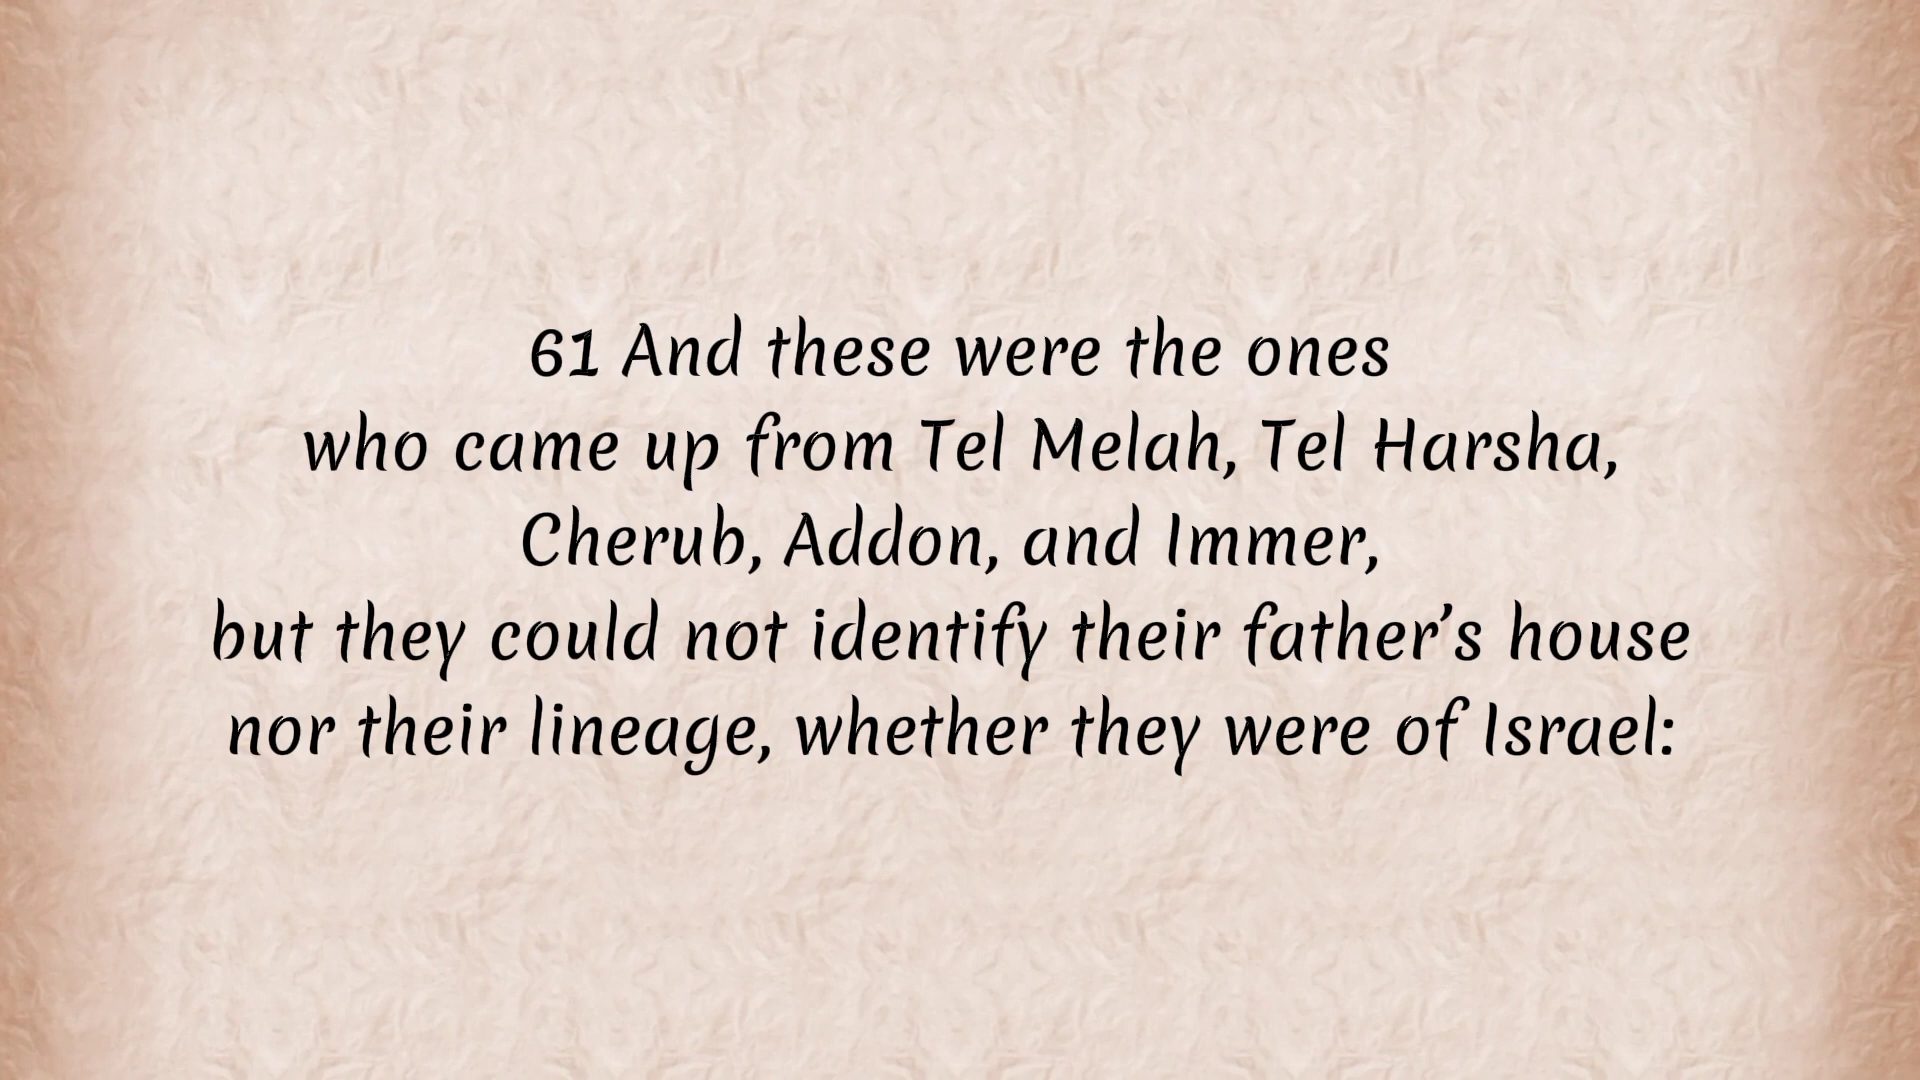 61 And these were the ones
who came up from Tel Melah, Tel Harsha,
Cherub, Addon, and Immer,
but they could not identify their father’s house
nor their lineage, whether they were of Israel: